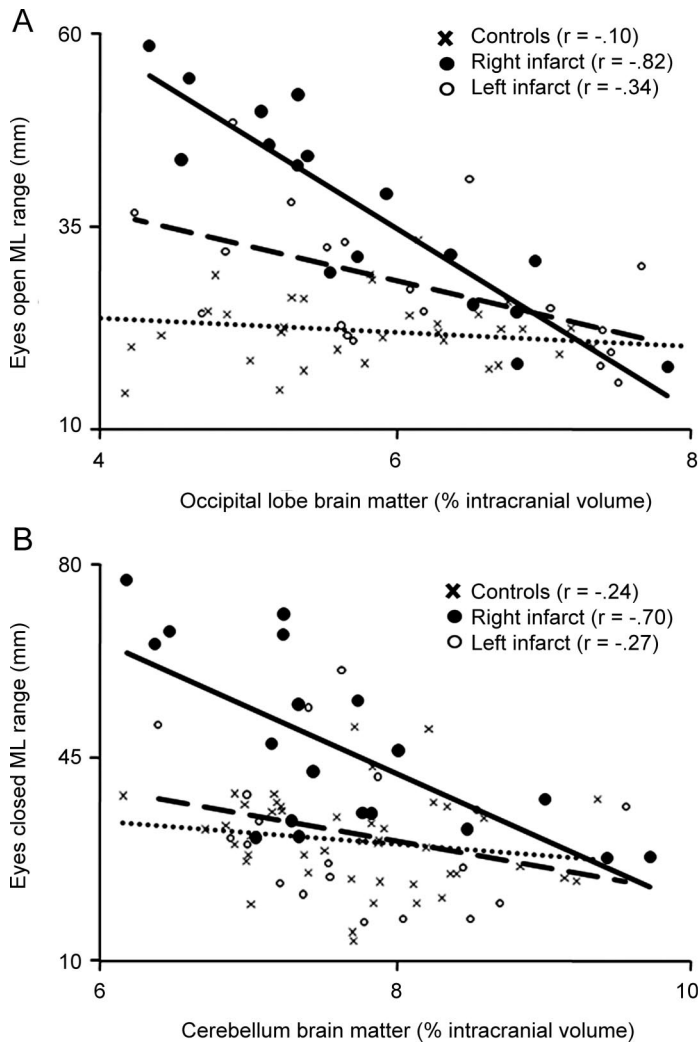 A
60
Controls (r = -.10)
Right infarct (r = -.82)
Left infarct (r = -.34)
Eyes open ML range (mm)
35
10
4
6
8
Occipital lobe brain matter (% intracranial volume)
B
80
Controls (r = -.24)
Right infarct (r = -.70)
Left infarct (r = -.27)
Eyes closed ML range (mm)
45
10
6
8
10
Cerebellum brain matter (% intracranial volume)